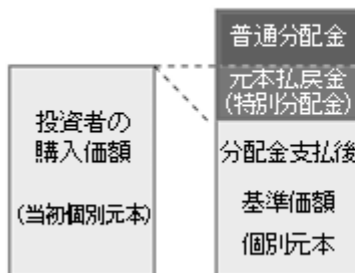 投資者の
購入価額
(当初個別元本)
普通分配金
元本払戻金
(特別分配金)
分配金支払後
基準価額
個別元本